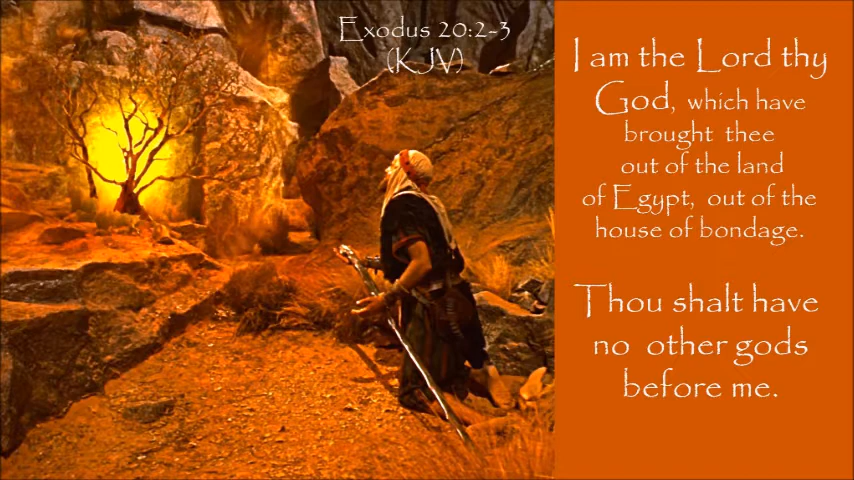 Exodus 20:2-3
(KJV)
I am the Lord thy
God, which have
brought thee
out of the land
of Egypt, out of the
house of bondage.
Thou shalt have
no other gods
before me.